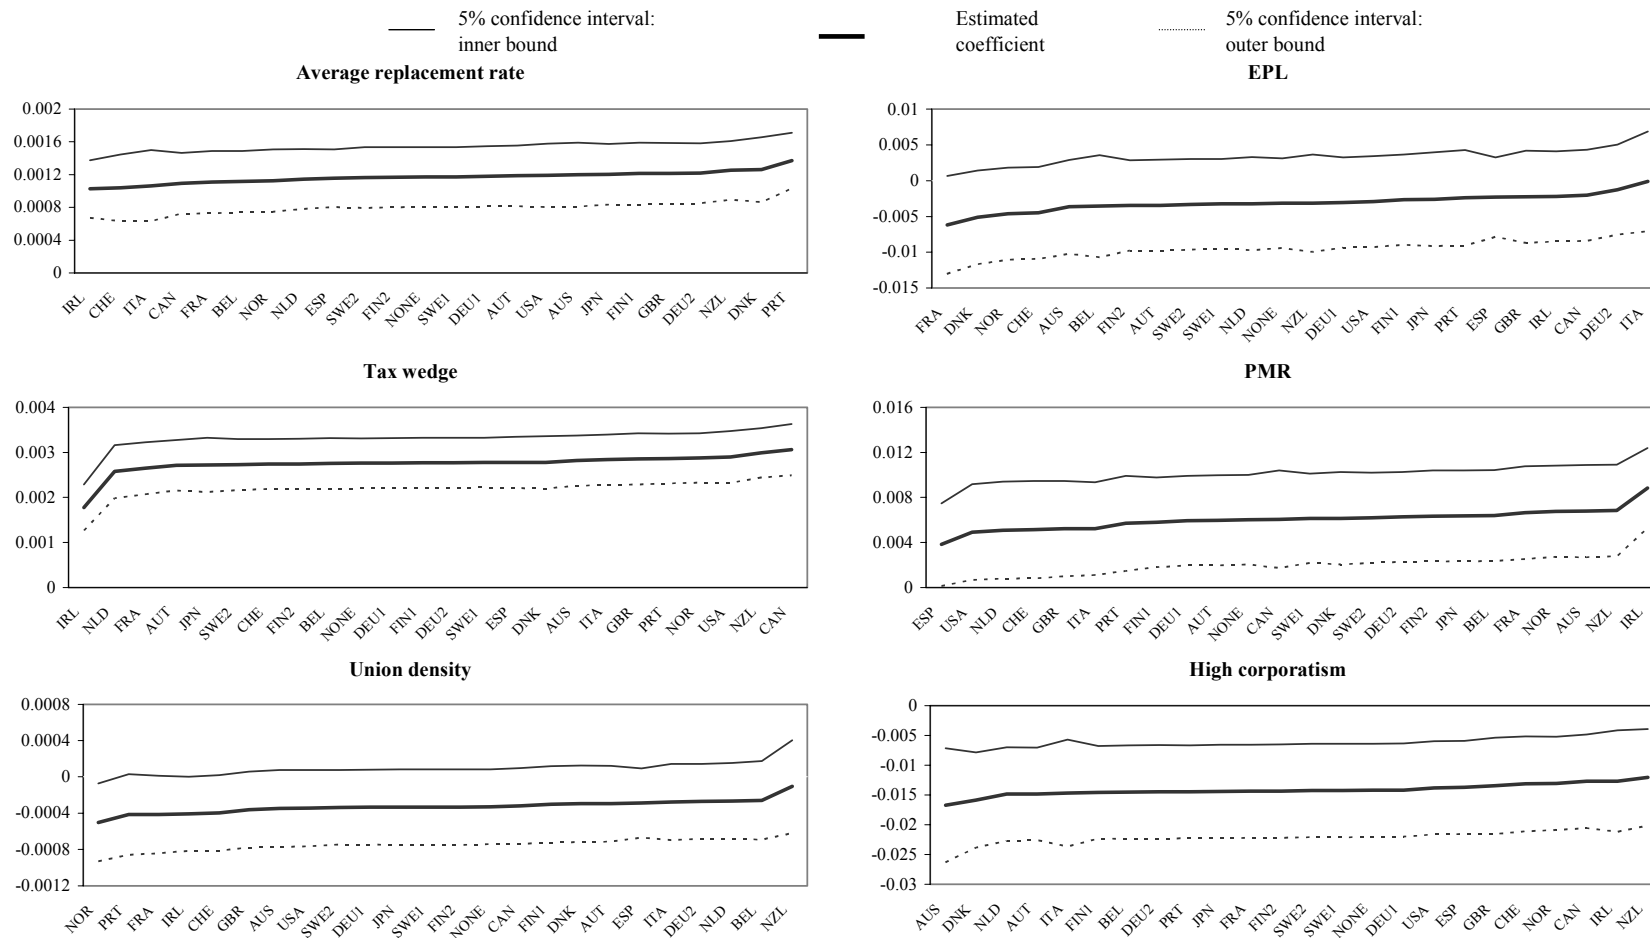 5% confidence interval:
inner bound
Estimated
coefficient
5% confidence interval:
outer bound
Average replacement rate
0.002
0.0016
0.0012
0.0008
0.0004
0
IRL CHE ITA CAN FRA BEL NOR NLD ESP SWE2 FIN2 NONE SWE1 DEU1 AUT USA AUS JPN FIN1 GBR DEU2 NZL DNK PRT
EPL
0.01
0.005
0
-0.005
-0.01
-0.015
FRA DNK NOR CHE AUS BEL FIN2 AUT SWE2 SWE1 NLD NONE NZL DEU1 USA FIN1 JPN PRT ESP GBR IRL CAN DEU2 ITA
Tax wedge
0.004
0.003
0.002
0.001
0
IRL NLD FRA AUT JPN SWE2 CHE FIN2 BEL NONE DEU1 FIN1 DEU2 SWE1 ESP DNK AUS ITA GBR PRT NOR USA NZL CAN
PMR
0.016
0.012
0.008
0.004
0
ESP USA NLD CHE GBR ITA PRT FIN1 DEU1 AUT NONE CAN SWE1 DNK SWE2 DEU2 FIN2 JPN BEL FRA NOR AUS NZL IRL
Union density
0.0008
0.0004
0
-0.0004
-0.0008
-0.0012
NOR PRT FRA IRL CHE GBR AUS USA SWE2 DEU1 JPN SWE1 FIN2 NONE CAN FIN1 DNK AUT ESP ITA DEU2 NLD BEL NZL
High corporatism
0
-0.005
-0.01
-0.015
-0.02
-0.025
-0.03
AUS DNK NLD AUT ITA FIN1 BEL DEU2 PRT JPN FRA FIN2 SWE2 SWE1 NONE DEU1 USA ESP GBR CHE NOR CAN IRL NZL